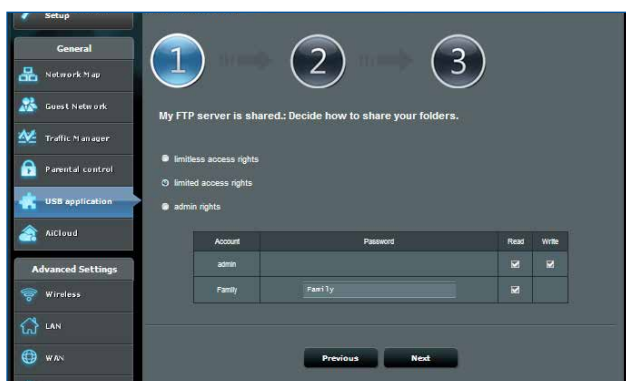 Setup
General
Network Map
Guest Network
Traffic Manager
Parental control
USB application
AiCloud
Advanced Settings
Wireless
LAN
WAN
1 2 3
My FTP server is shared.: Decide how to share your folders.
limitless access rights
limited access rights
admin rights
Account Password Read Write
admin
Family Family
Previous Next